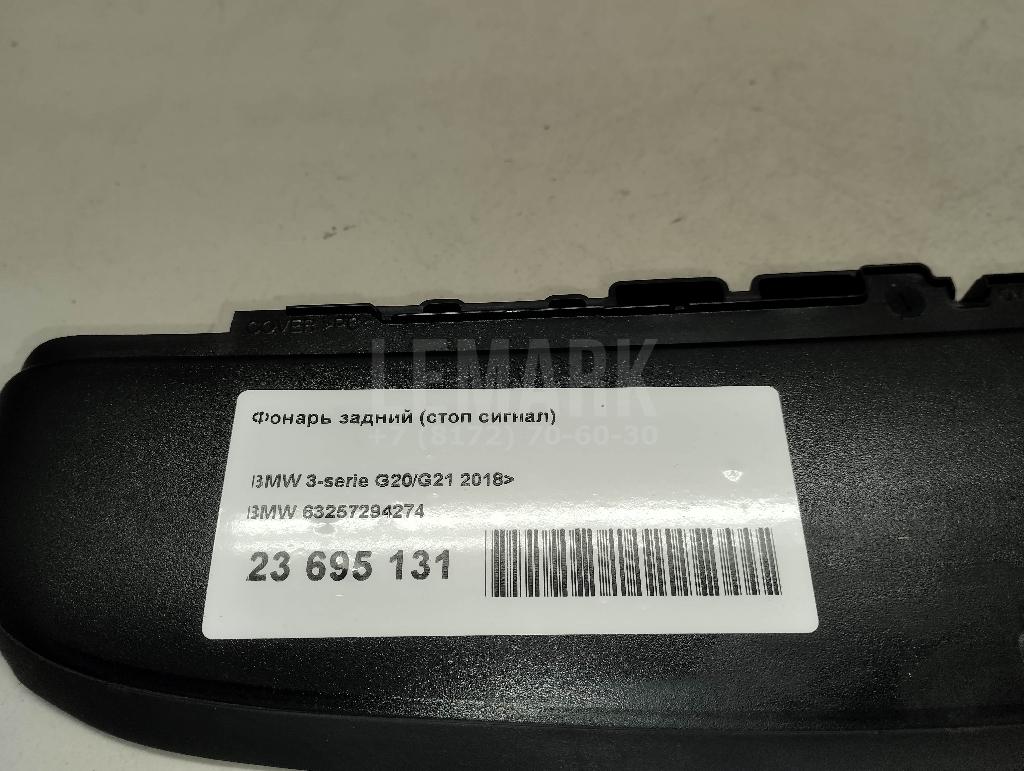 COVER >PC<
LEMARK
+7 (8172) 70-60-30
Фонарь задний (стоп сигнал)
BMW 3-serie G20/G21 2018>
BMW 63257294274
23 695 131